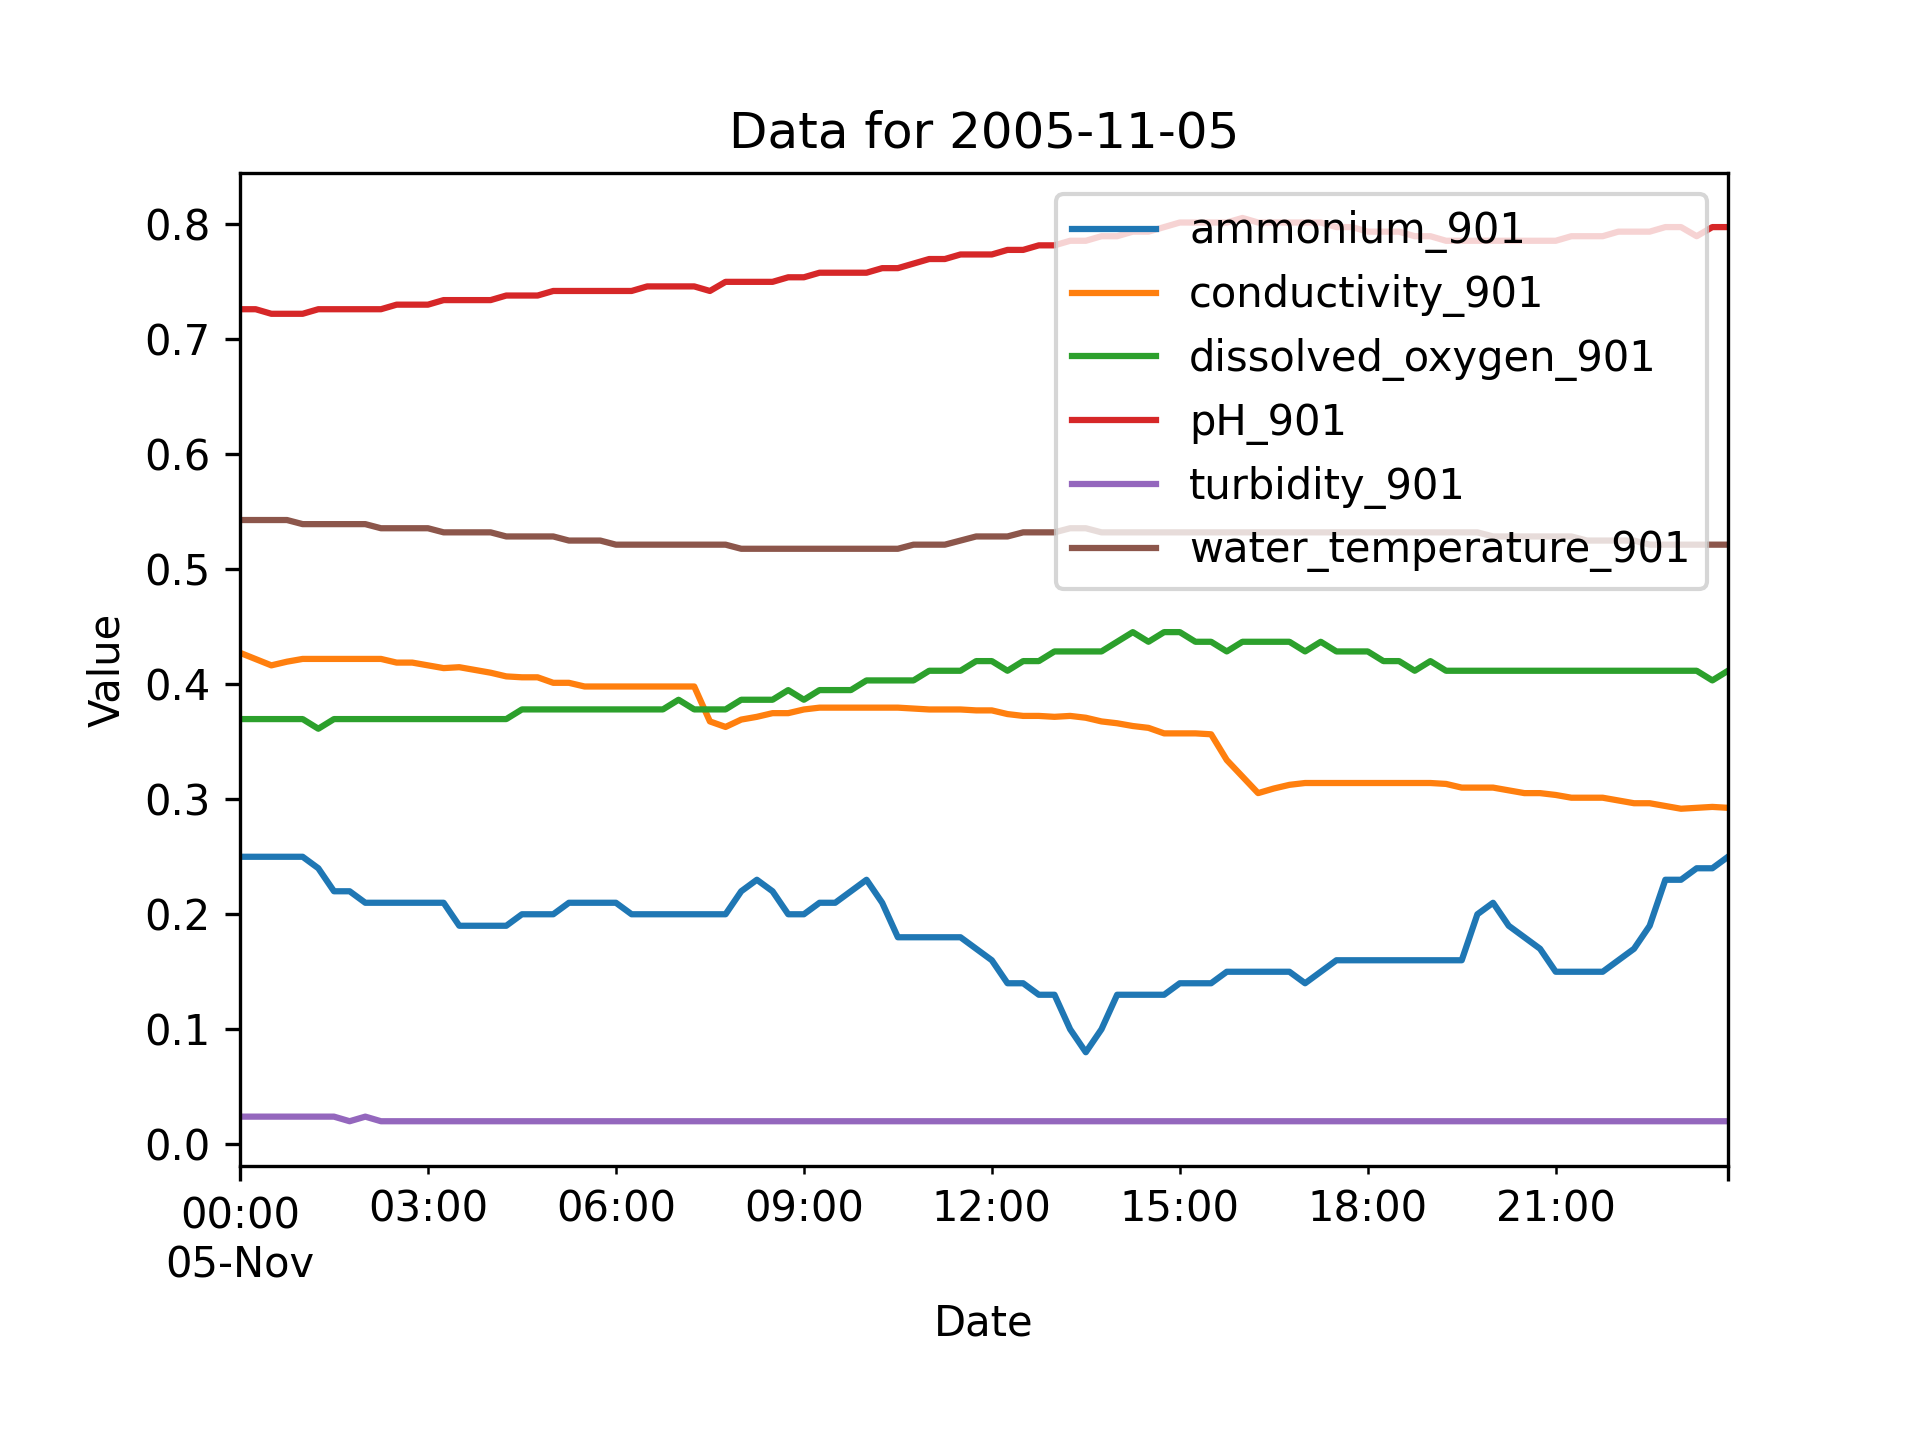 Data for 2005-11-05
ammonium_901
conductivity_901
dissolved_oxygen_901
pH_901
turbidity_901
water_temperature_901
Value
0.8
0.7
0.6
0.5
0.4
0.3
0.2
0.1
0.0
00:00 03:00 06:00 09:00 12:00 15:00 18:00 21:00
05-Nov
Date